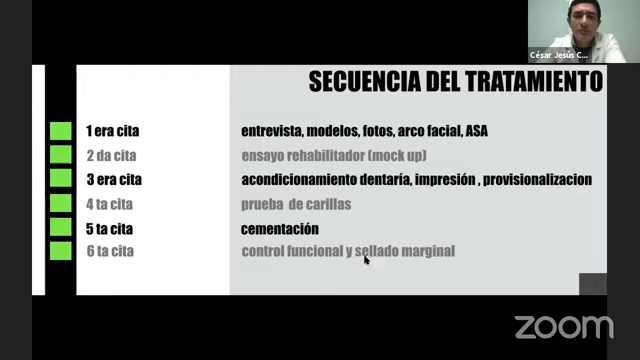 César Jesús C...
SECUENCIA DEL TRATAMIENTO
1 era cita entrevista, modelos, fotos, arco facial, ASA
2 da cita ensayo rehabilitador (mock up)
3 era cita acondicionamiento dentaría, impresión , provisionalizacion
4 ta cita prueba de carillas
5 ta cita cementación
6 ta cita control funcional y sellado marginal
zoom